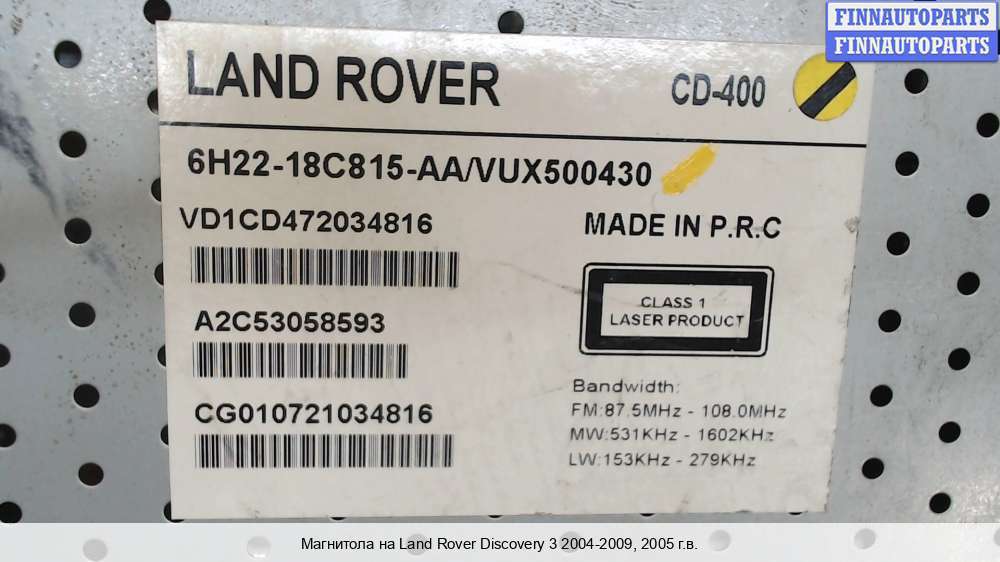 FINNAUTOPARTS
FINNAUTOPARTS
LAND ROVER
CD-400
6H22-18C815-AA/VUX500430
VD1CD472034816
MADE IN P.R.C
CLASS 1
LASER PRODUCT
A2C53058593
CG010721034816
Bandwidth:
FM:87.5MHz - 108.0MHz
MW:531KHz - 1602KHz
LW:153KHz - 279KHz
Магнитола на Land Rover Discovery 3 2004-2009, 2005 г.в.